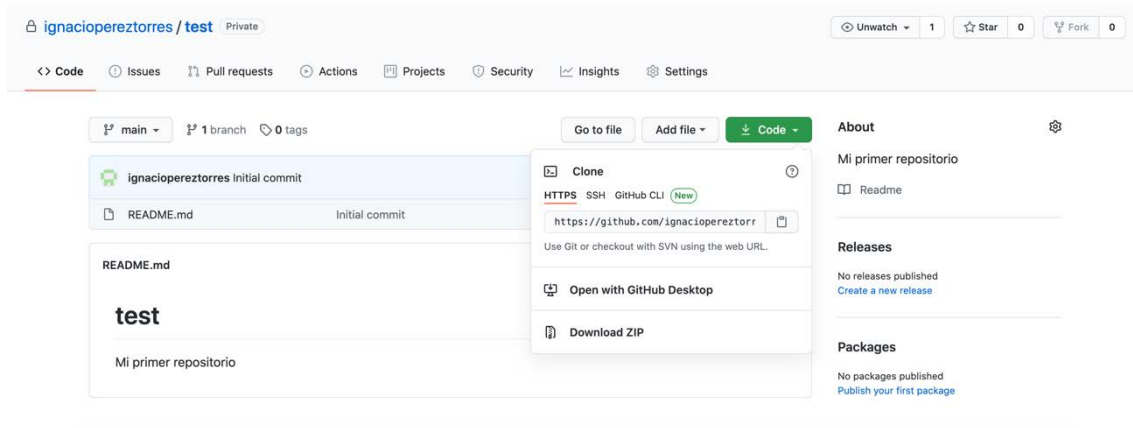 ignaciopereztorres / test Private
Unwatch 1 Star 0 Fork 0
<> Code Issues Pull requests Actions Projects Security Insights Settings
main 1 branch 0 tags Go to file Add file Code
ignaciopereztorres Initial commit
README.md Initial commit
README.md
test
Mi primer repositorio
Clone
HTTPS SSH GitHub CLI New
https://github.com/ignaciopereztorr
Use Git or checkout with SVN using the web URL.
Open with GitHub Desktop
Download ZIP
About
Mi primer repositorio
Readme
Releases
No releases published
Create a new release
Packages
No packages published
Publish your first package